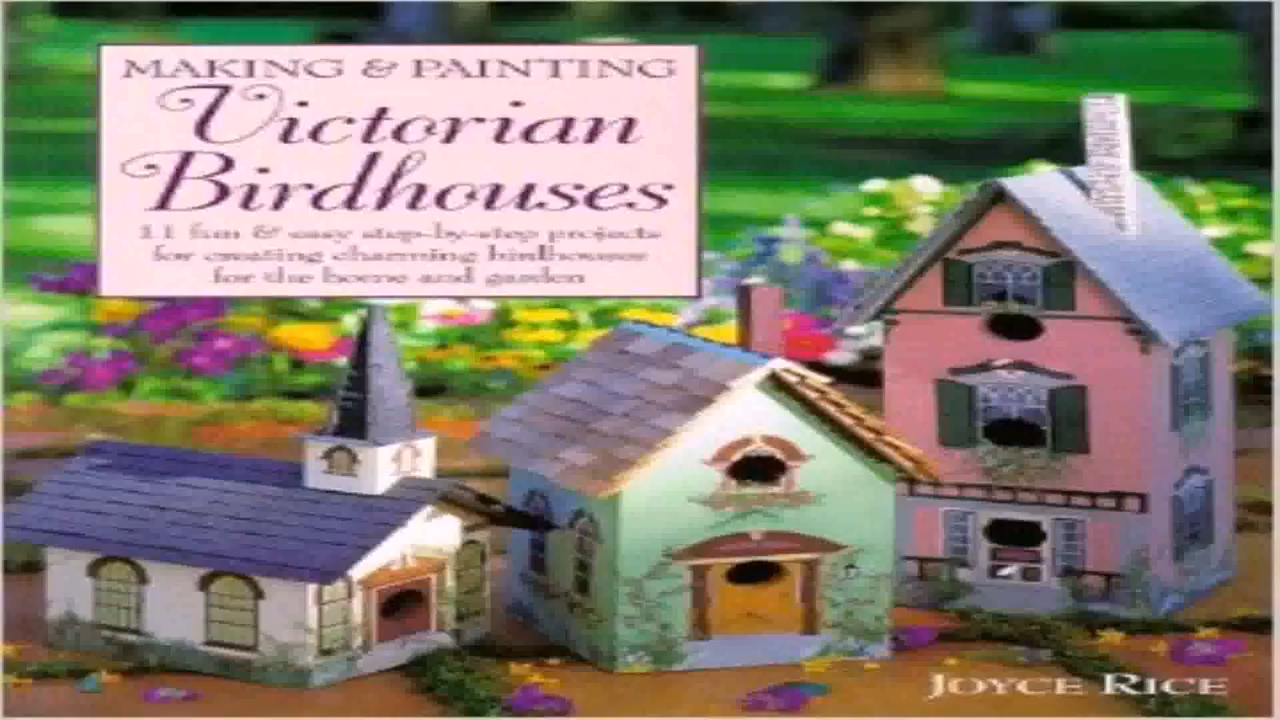 MAKING & PAINTING
Victorian
Birdhouses
11 fun & easy step-by-step projects
for creating charming birdhouses
for the home and garden
JOYCE RICE